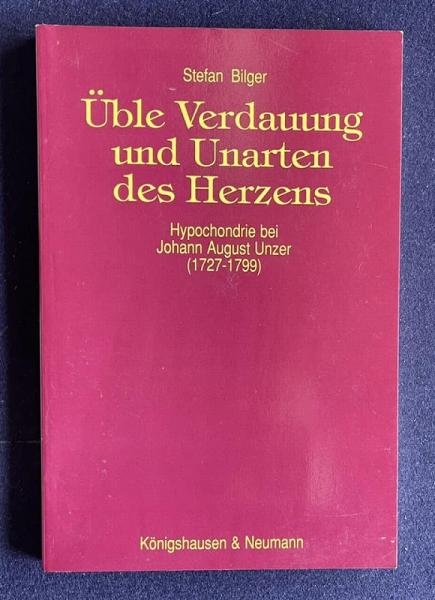 Stefan Bilger
Üble Verdauung
und Unarten
des Herzens
Hypochondrie bei
Johann August Unzer
(1727-1799)
Königshausen & Neumann